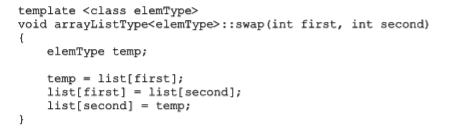 template <class elemType>
void arrayListType<elemType>::swap(int first, int second)
{
    elemType temp;

    temp = list[first];
    list[first] = list[second];
    list[second] = temp;
}